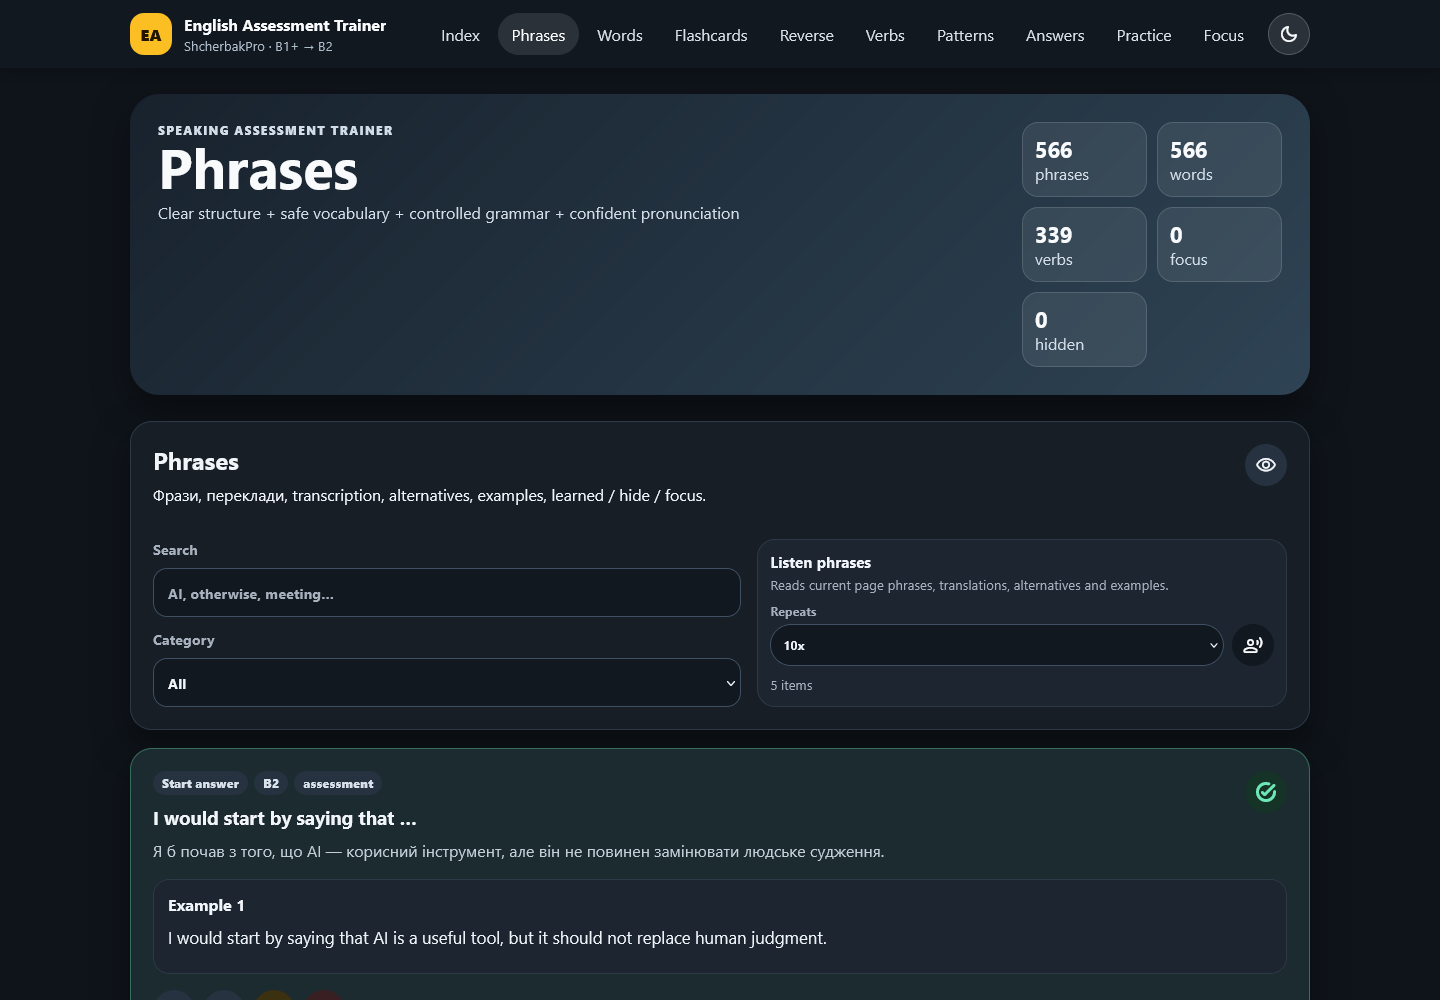 EA
English Assessment Trainer
ShcherbakPro · B1+ → B2
Index Phrases Words Flashcards Reverse Verbs Patterns Answers Practice Focus
SPEAKING ASSESSMENT TRAINER
Phrases
Clear structure + safe vocabulary + controlled grammar + confident pronunciation
566
phrases
566
words
339
verbs
0
focus
0
hidden
Phrases
Фрази, переклади, transcription, alternatives, examples, learned / hide / focus.
Search
AI, otherwise, meeting...
Category
All
Listen phrases
Reads current page phrases, translations, alternatives and examples.
Repeats
10x
5 items
Start answer B2 assessment
I would start by saying that ...
Я б почав з того, що AI — корисний інструмент, але він не повинен замінювати людське судження.
Example 1
I would start by saying that AI is a useful tool, but it should not replace human judgment.